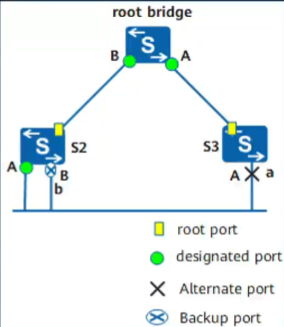 root bridge
S
B
A
S
S2
A
B
b
S3
S
A
a
root port
designated port
Alternate port
Backup port